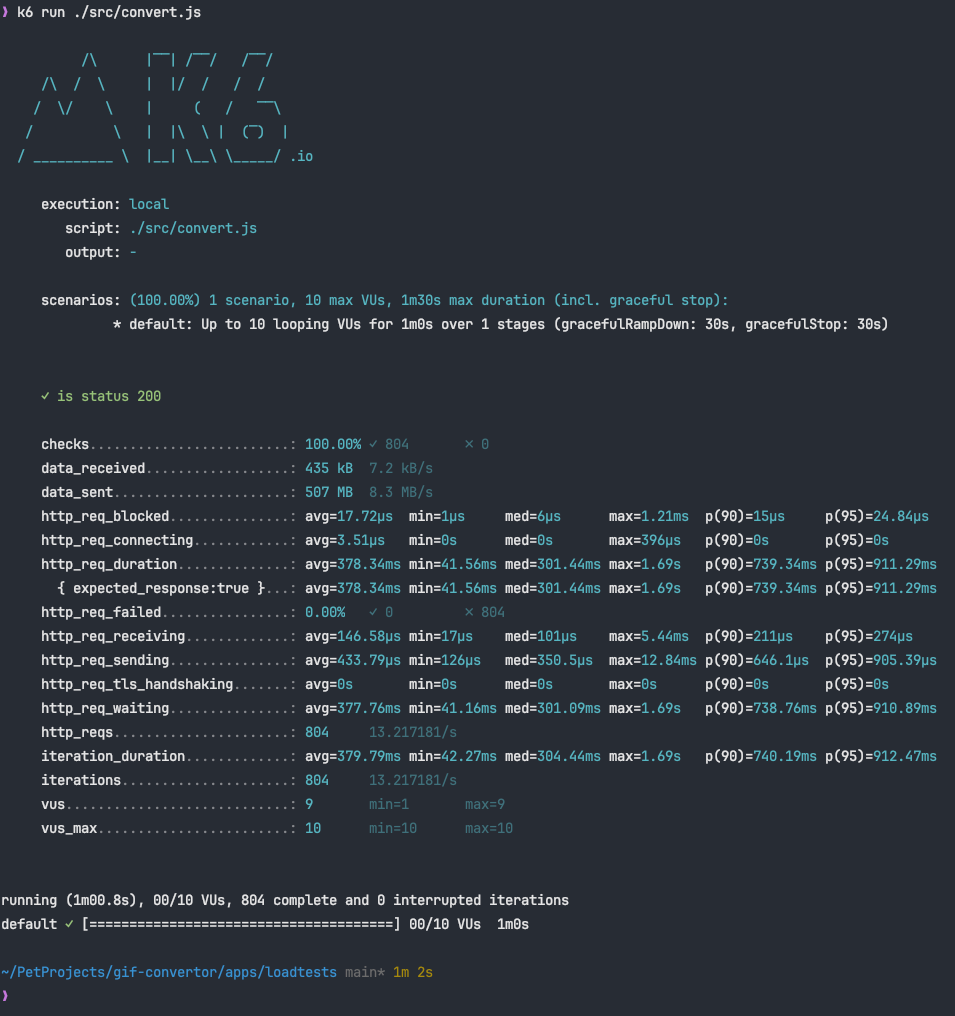 ❯ k6 run ./src/convert.js
/\      |‾‾| /‾‾/   /‾‾/
/\  /  \     |  |/  /   /  /
/  \/    \    |     (   /   ‾‾\
/          \   |  |\  \ |  (‾)  |
/ __________ \  |__| \__\ \_____/ .io
execution: local
script: ./src/convert.js
output: -
scenarios: (100.00%) 1 scenario, 10 max VUs, 1m30s max duration (incl. graceful stop):
* default: Up to 10 looping VUs for 1m0s over 1 stages (gracefulRampDown: 30s, gracefulStop: 30s)
✓ is status 200
checks.........................: 100.00% ✓ 804       ✗ 0
data_received..................: 435 kB  7.2 kB/s
data_sent......................: 507 MB  8.3 MB/s
http_req_blocked...............: avg=17.72µs  min=1µs     med=6µs      max=1.21ms  p(90)=15µs     p(95)=24.84µs
http_req_connecting............: avg=3.51µs   min=0s      med=0s       max=396µs   p(90)=0s       p(95)=0s
http_req_duration..............: avg=378.34ms min=41.56ms med=301.44ms max=1.69s   p(90)=739.34ms p(95)=911.29ms
{ expected_response:true }...: avg=378.34ms min=41.56ms med=301.44ms max=1.69s   p(90)=739.34ms p(95)=911.29ms
http_req_failed................: 0.00%   ✓ 0         ✗ 804
http_req_receiving.............: avg=146.58µs min=17µs    med=101µs    max=5.44ms  p(90)=211µs    p(95)=274µs
http_req_sending...............: avg=433.79µs min=126µs   med=350.5µs  max=12.84ms p(90)=646.1µs  p(95)=905.39µs
http_req_tls_handshaking.......: avg=0s       min=0s      med=0s       max=0s      p(90)=0s       p(95)=0s
http_req_waiting...............: avg=377.76ms min=41.16ms med=301.09ms max=1.69s   p(90)=738.76ms p(95)=910.89ms
http_reqs......................: 804     13.217181/s
iteration_duration.............: avg=379.79ms min=42.27ms med=304.44ms max=1.69s   p(90)=740.19ms p(95)=912.47ms
iterations.....................: 804     13.217181/s
vus............................: 9       min=1       max=9
vus_max........................: 10      min=10      max=10
running (1m00.8s), 00/10 VUs, 804 complete and 0 interrupted iterations
default ✓ [======================================] 00/10 VUs  1m0s
~/PetProjects/gif-convertor/apps/loadtests main* 1m 2s
❯